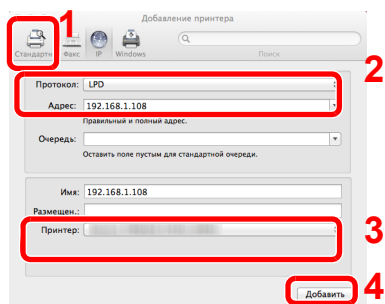 1
Добавление принтера
Стандартн Факс IP Windows Поиск
2
Протокол: LPD
Адрес: 192.168.1.108
Правильный и полный адрес.
Очередь:
Оставить поле пустым для стандартной очереди.
Имя: 192.168.1.108
Размещен.:
Принтер:
3
Добавить
4